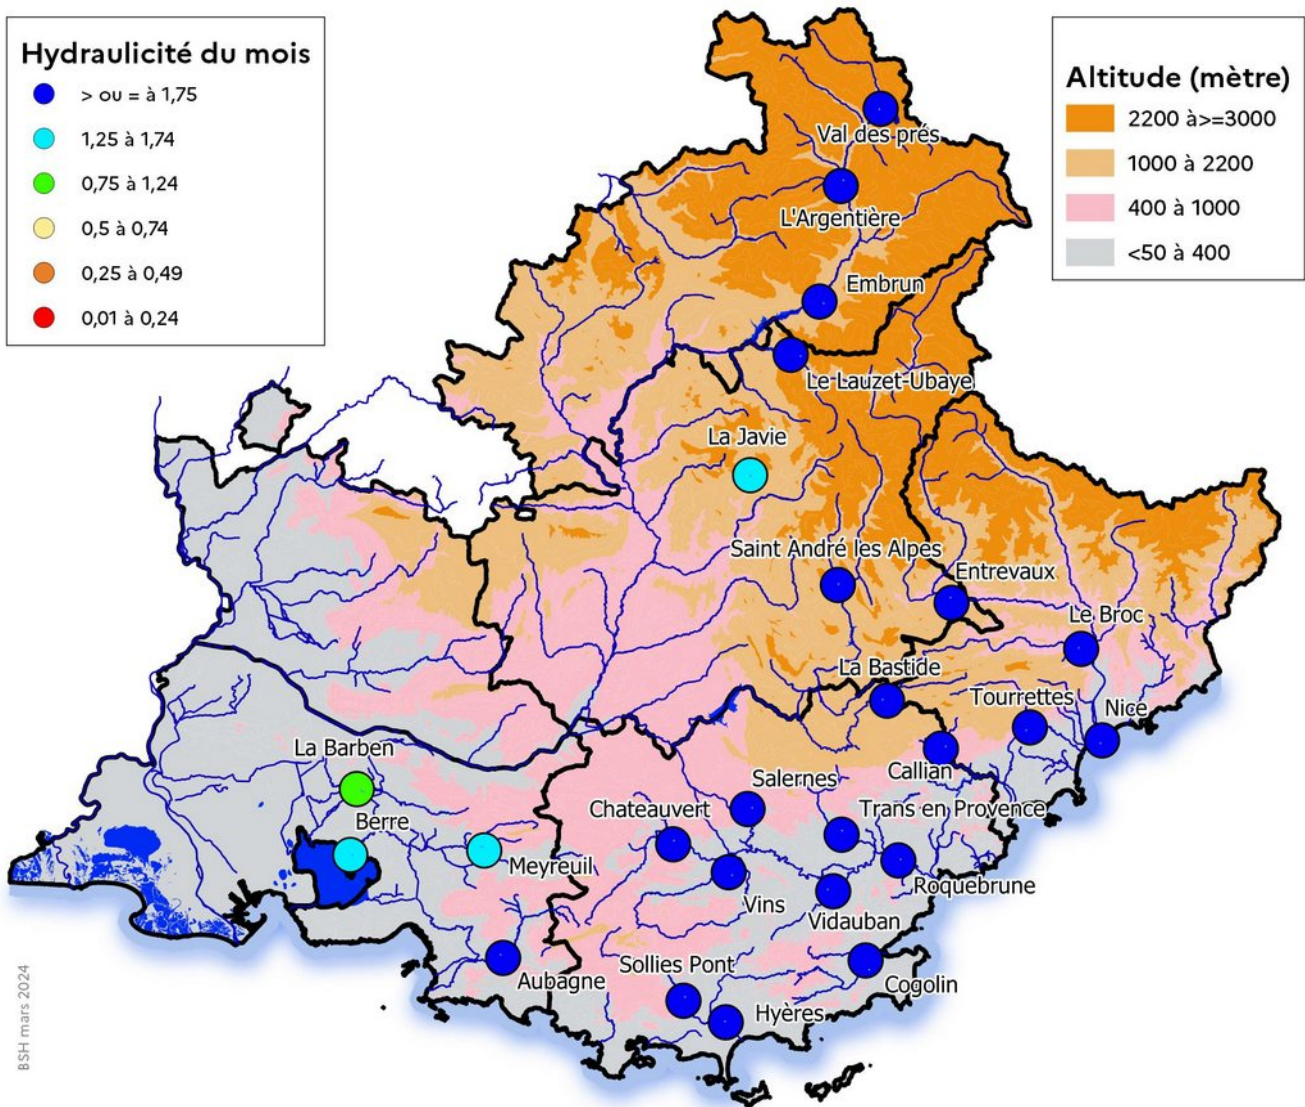 Hydraulicité du mois
> ou = à 1,75
1,25 à 1,74
0,75 à 1,24
0,5 à 0,74
0,25 à 0,49
0,01 à 0,24
Altitude (mètre)
2200 à>=3000
1000 à 2200
400 à 1000
<50 à 400
Val des prés
L'Argentière
Embrun
Le Lauzet-Ubaye
La Javie
Saint André les Alpes
Entrevaux
Le Broc
La Bastide
Tourrettes
Nice
La Barben
Callian
Salernes
Chateauvert
Trans en Provence
Berre
Meyreuil
Roquebrune
Vins
Vidauban
Sollies Pont
Aubagne
Cogolin
Hyères
BSH mars 2024